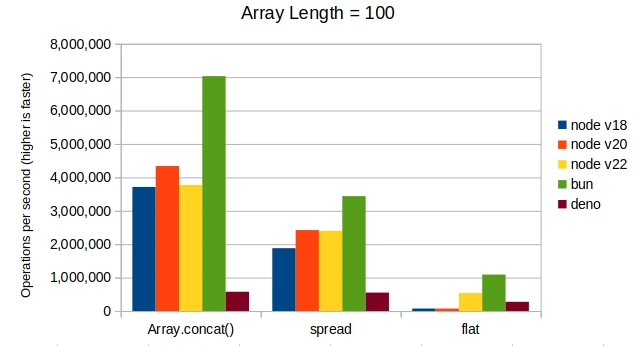 Array Length = 100
Operations per second (higher is faster)
8,000,000
7,000,000
6,000,000
5,000,000
4,000,000
3,000,000
2,000,000
1,000,000
0
Array.concat()
spread
flat
node v18
node v20
node v22
bun
deno